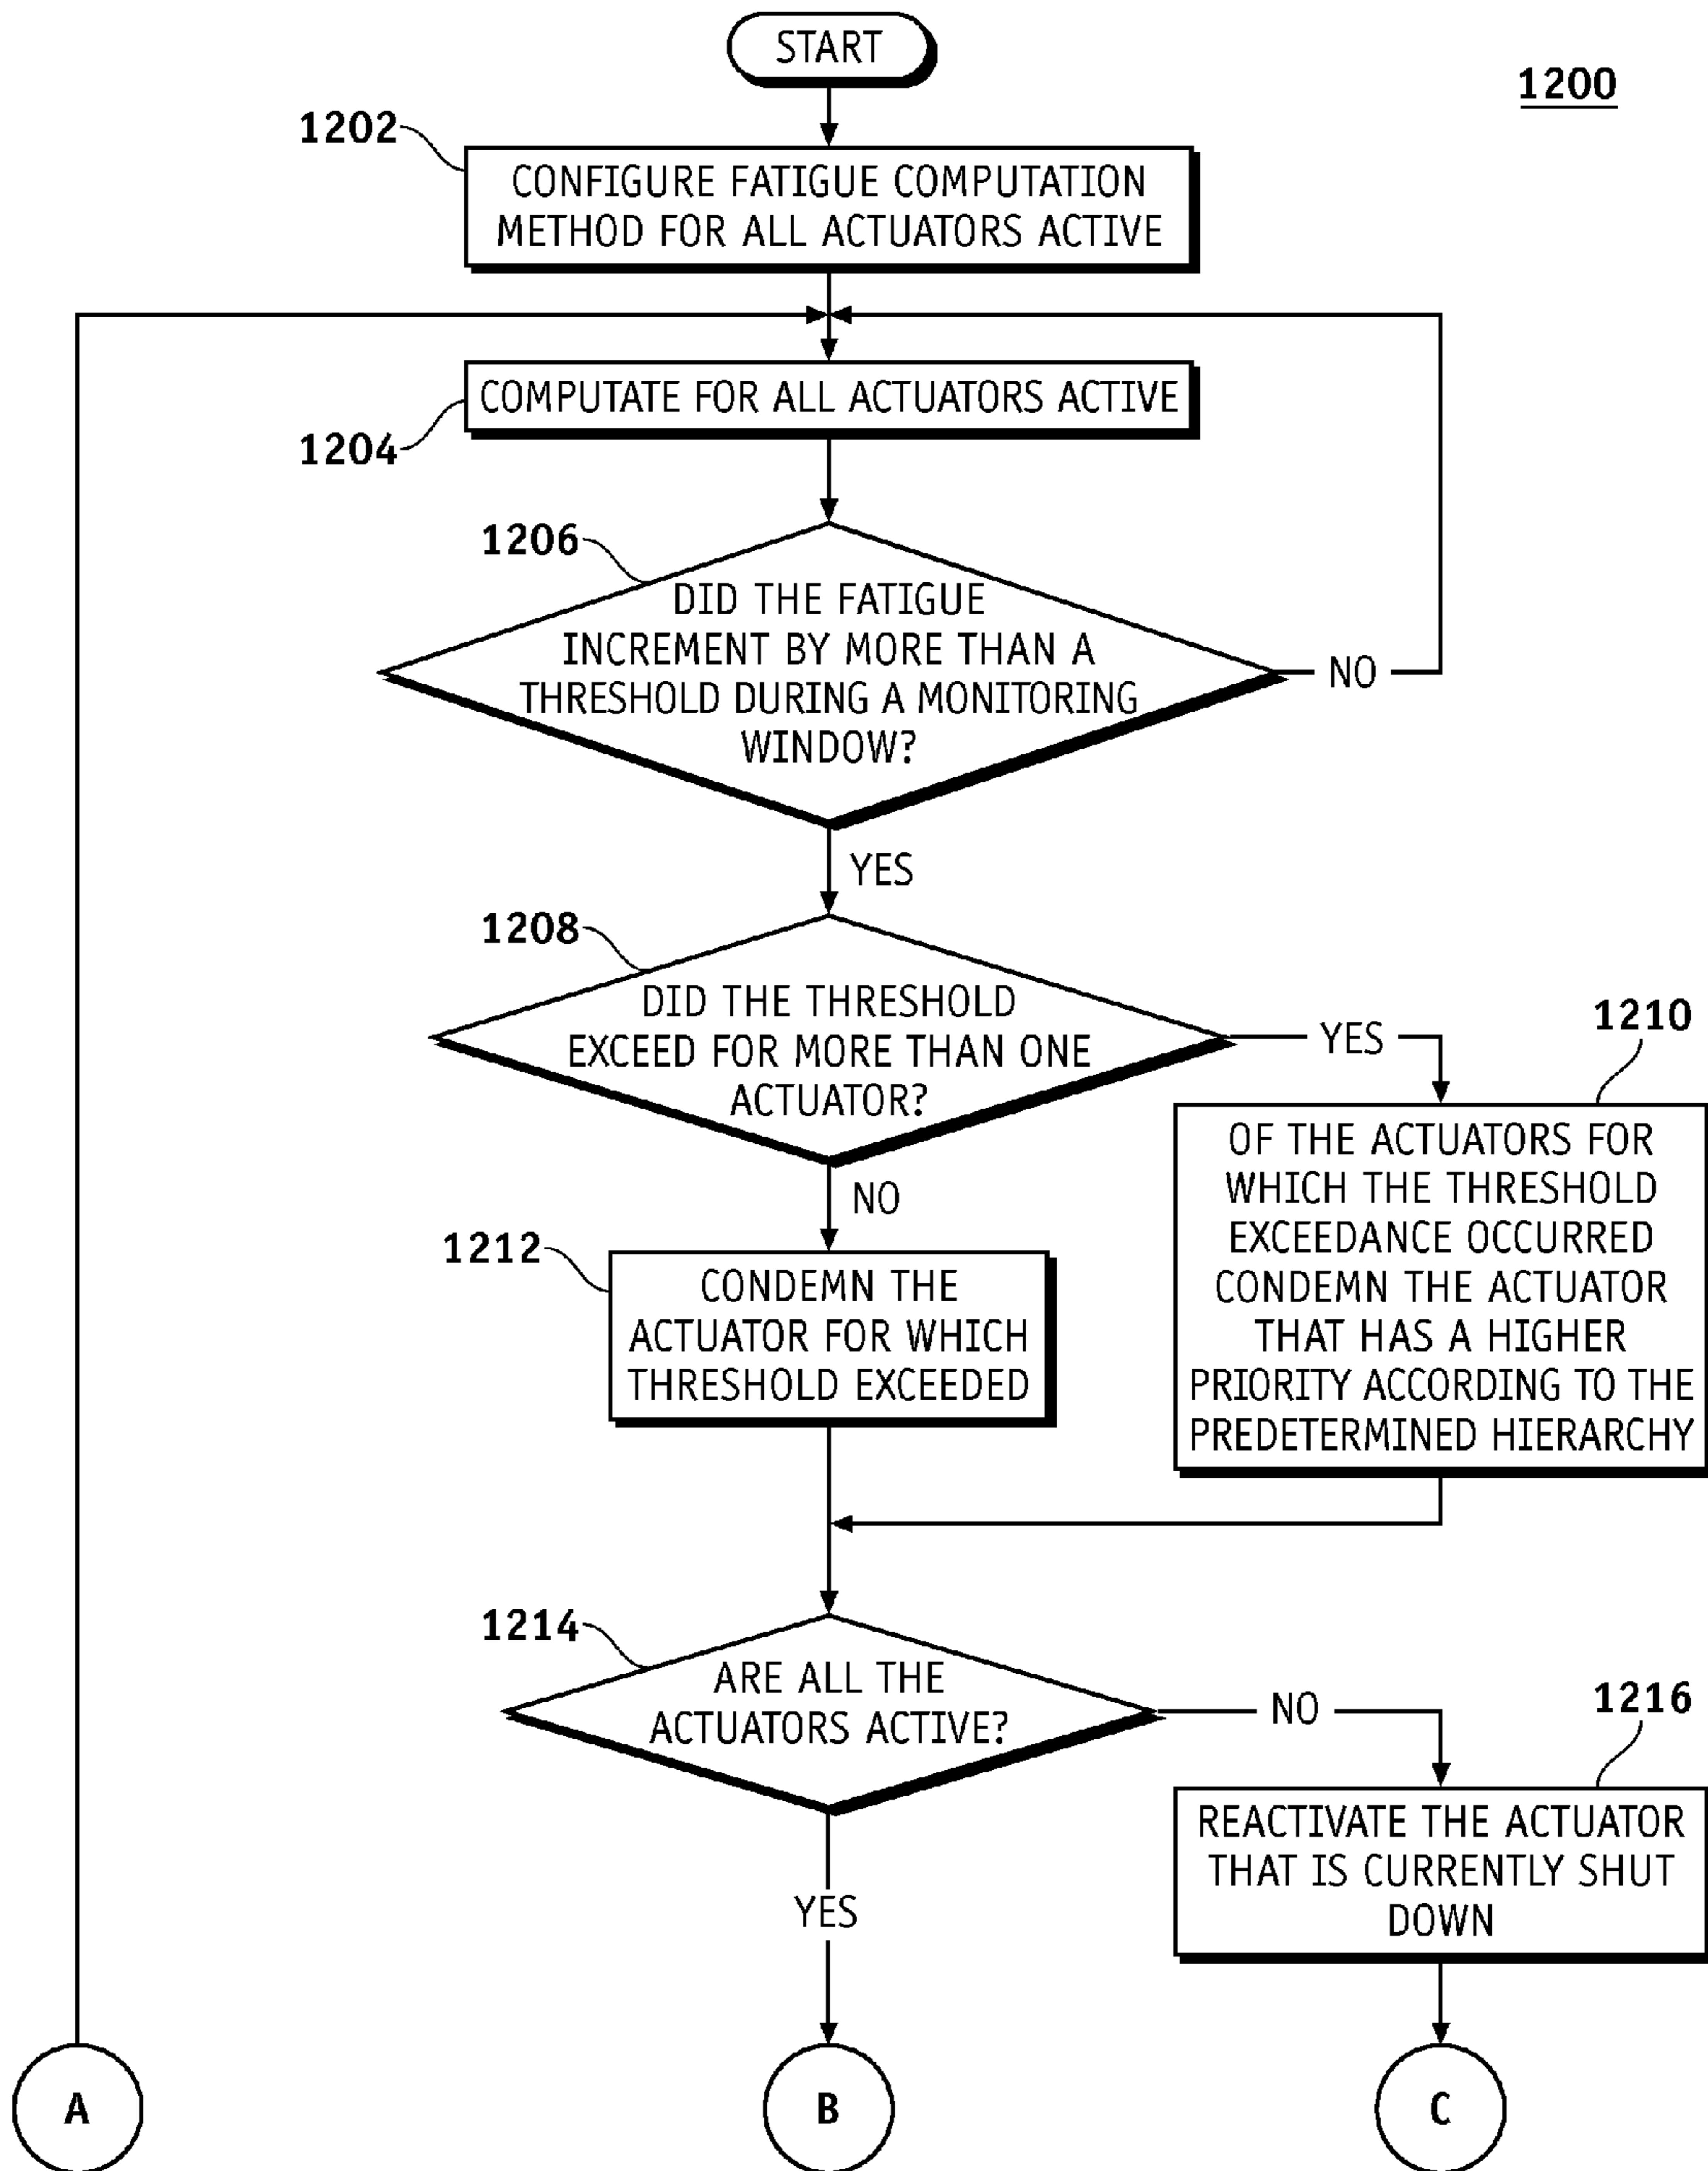 START
1200
1202
CONFIGURE FATIGUE COMPUTATION
METHOD FOR ALL ACTUATORS ACTIVE
COMPUTATE FOR ALL ACTUATORS ACTIVE
1204
1206
DID THE FATIGUE
INCREMENT BY MORE THAN A
THRESHOLD DURING A MONITORING
WINDOW?
NO
YES
1208
DID THE THRESHOLD
EXCEED FOR MORE THAN ONE
ACTUATOR?
YES
1210
OF THE ACTUATORS FOR
WHICH THE THRESHOLD
EXCEEDANCE OCCURRED
CONDEMN THE ACTUATOR
THAT HAS A HIGHER
PRIORITY ACCORDING TO THE
PREDETERMINED HIERARCHY
NO
1212
CONDEMN THE
ACTUATOR FOR WHICH
THRESHOLD EXCEEDED
1214
ARE ALL THE
ACTUATORS ACTIVE?
NO
1216
REACTIVATE THE ACTUATOR
THAT IS CURRENTLY SHUT
DOWN
YES
A
B
C